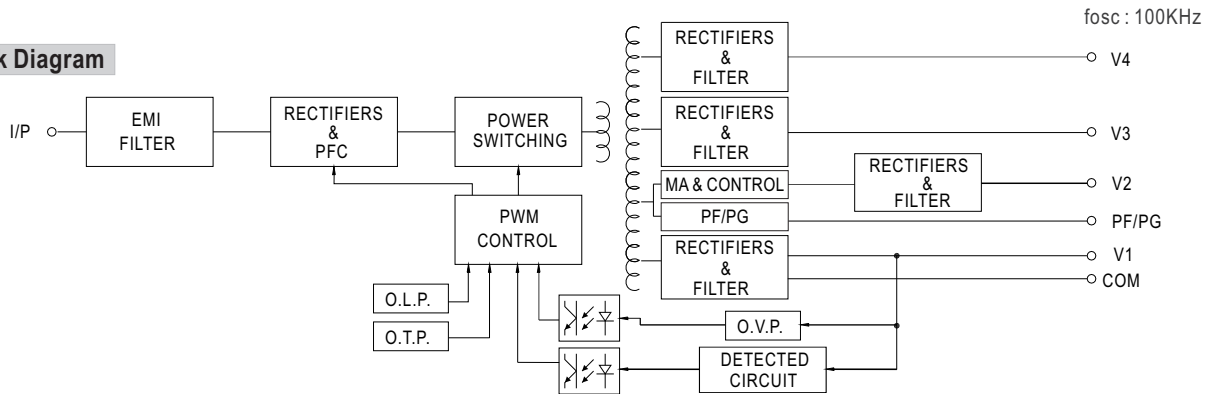 fosc : 100KHz
k Diagram
I/P
EMI
FILTER
RECTIFIERS
&
PFC
POWER
SWITCHING
PWM
CONTROL
O.L.P.
O.T.P.
RECTIFIERS
&
FILTER
V4
RECTIFIERS
&
FILTER
V3
MA & CONTROL
RECTIFIERS
&
FILTER
V2
PF/PG
PF/PG
RECTIFIERS
&
FILTER
V1
COM
O.V.P.
DETECTED
CIRCUIT